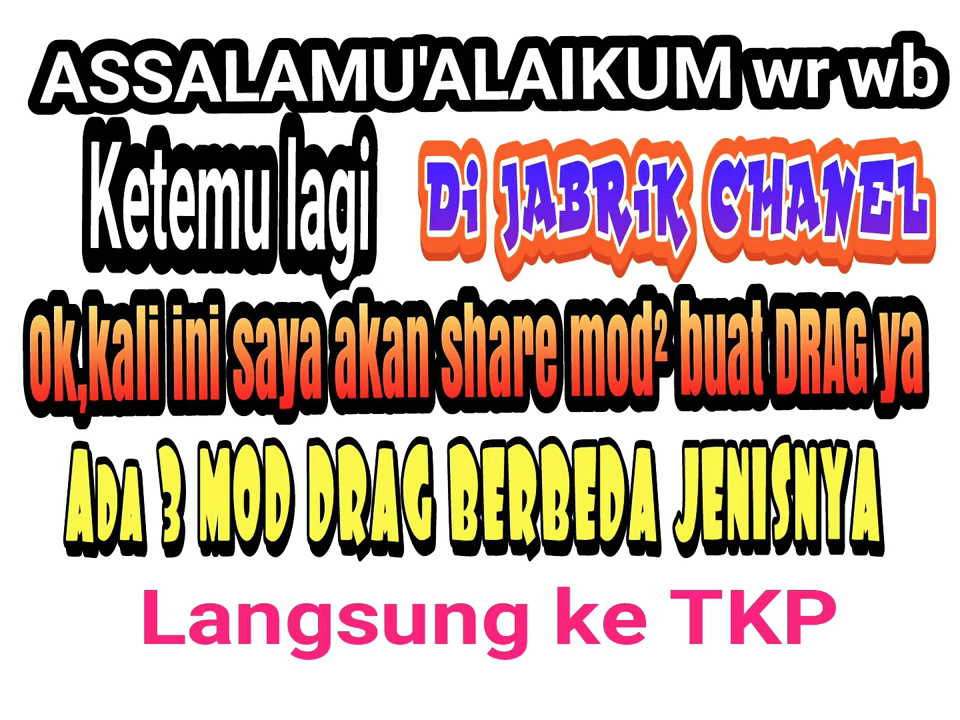 ASSALAMU'ALAIKUM wr wb
Ketemu lagi Di JABRiK CHANEL
ok,kali ini saya akan share mod² buat DRAG ya
ADA 3 MOD DRAG BERBEDA JENISNYA
Langsung ke TKP